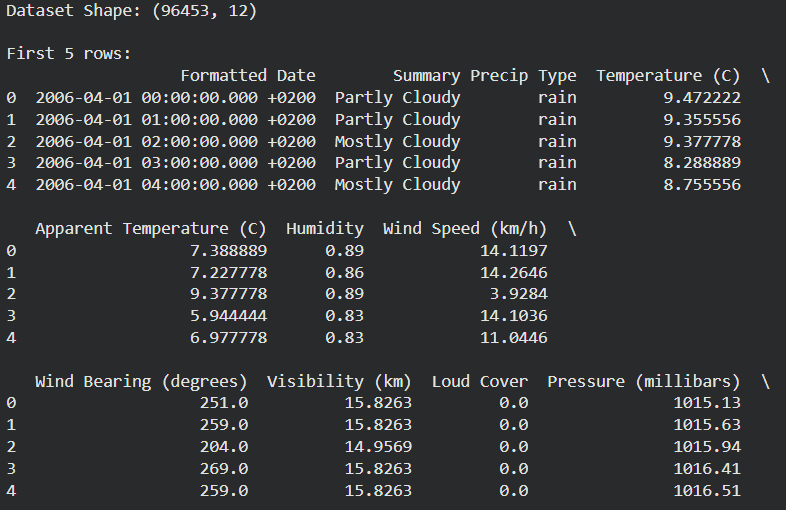 Dataset Shape: (96453, 12)
First 5 rows:
Formatted Date Summary Precip Type Temperature (C) \
0 2006-04-01 00:00:00.000 +0200 Partly Cloudy rain 9.472222
1 2006-04-01 01:00:00.000 +0200 Partly Cloudy rain 9.355556
2 2006-04-01 02:00:00.000 +0200 Mostly Cloudy rain 9.377778
3 2006-04-01 03:00:00.000 +0200 Partly Cloudy rain 8.288889
4 2006-04-01 04:00:00.000 +0200 Mostly Cloudy rain 8.755556
Apparent Temperature (C) Humidity Wind Speed (km/h) \
0 7.388889 0.89 14.1197
1 7.227778 0.86 14.2646
2 9.377778 0.89 3.9284
3 5.944444 0.83 14.1036
4 6.977778 0.83 11.0446
Wind Bearing (degrees) Visibility (km) Loud Cover Pressure (millibars) \
0 251.0 15.8263 0.0 1015.13
1 259.0 15.8263 0.0 1015.63
2 204.0 14.9569 0.0 1015.94
3 269.0 15.8263 0.0 1016.41
4 259.0 15.8263 0.0 1016.51